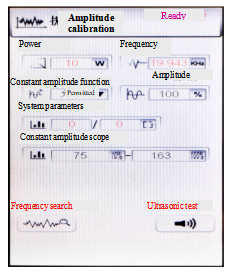 Amplitude calibration
Ready
Power
Frequency
10 W
19.943 KHz
Constant amplitude function
Amplitude
Permitted
100 %
System parameters
0 / 0
Constant amplitude scope
75 - 163
Frequency search
Ultrasonic test